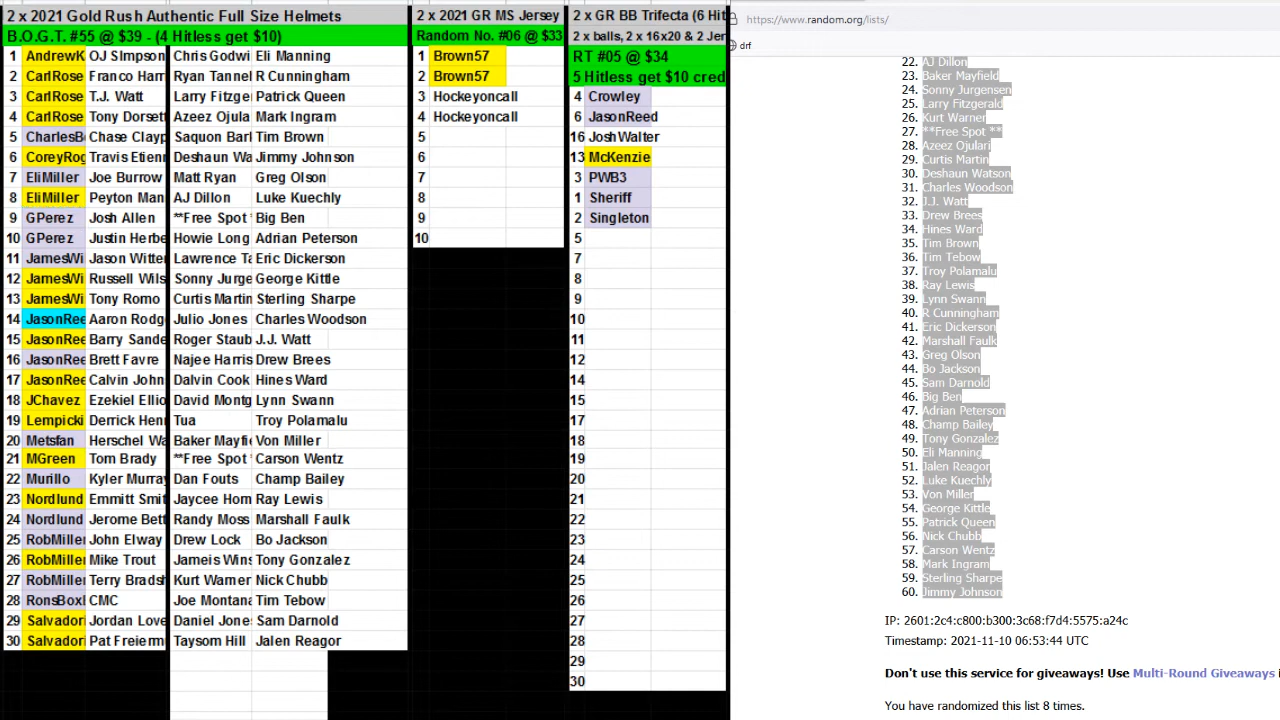 2 x 2021 Gold Rush Authentic Full Size Helmets
B.O.G.T. #55 @ $39 - (4 Hitless get $10)
1 AndrewK OJ SImpson Chris Godwi Eli Manning
2 CarlRose Franco Harr Ryan Tannel R Cunningham
3 CarlRose T.J. Watt Larry Fitzge Patrick Queen
4 CarlRose Tony Dorsett Azeez Ojula Mark Ingram
5 CharlesB Chase Clayp Saquon Barl Tim Brown
6 CoreyRog Travis Etien Deshaun Wa Jimmy Johnson
7 EliMiller Joe Burrow Matt Ryan Greg Olson
8 EliMiller Peyton Man AJ Dillon Luke Kuechly
9 GPerez Josh Allen **Free Spot Big Ben
10 GPerez Justin Herbe Howie Long Adrian Peterson
11 JamesWi Jason Witter Lawrence Ta Eric Dickerson
12 JamesWi Russell Wils Sonny Jurge George Kittle
13 JamesWi Tony Romo Curtis Martin Sterling Sharpe
14 JasonRee Aaron Rodg Julio Jones Charles Woodson
15 JasonRee Barry Sande Roger Staub J.J. Watt
16 JasonRee Brett Favre Najee Harris Drew Brees
17 JasonRee Calvin John Dalvin Cook Hines Ward
18 JChavez Ezekiel Ellio David Montg Lynn Swann
19 Lempicki Derrick Hen Tua Troy Polamalu
20 Metsfan Herschel Wa Baker Mayfi Von Miller
21 MGreen Tom Brady **Free Spot Carson Wentz
22 Murillo Kyler Murray Dan Fouts Champ Bailey
23 Nordlund Emmitt Smit Jaycee Horn Ray Lewis
24 Nordlund Jerome Bett Randy Moss Marshall Faulk
25 RobMiller John Elway Drew Lock Bo Jackson
26 RobMiller Mike Trout Jameis Wins Tony Gonzalez
27 RobMiller Terry Bradsh Kurt Warner Nick Chubb
28 RonsBoxl CMC Joe Montana Tim Tebow
29 Salvador Jordan Love Daniel Jone Sam Darnold
30 Salvador Pat Freierm Taysom Hill Jalen Reagor
2 x 2021 GR MS Jersey
Random No. #06 @ $33
1 Brown57
2 Brown57
3 Hockeyoncall
4 Hockeyoncall
5
6
7
8
9
10
2 x GR BB Trifecta (6 Hit
2 x balls, 2 x 16x20 & 2 Jer
RT #05 @ $34
5 Hitless get $10 cred
4 Crowley
6 JasonReed
16 JoshWalter
13 McKenzie
3 PWB3
1 Sheriff
2 Singleton
5
7
8
9
10
11
12
14
15
17
18
19
20
21
22
23
24
25
26
27
28
29
30
https://www.random.org/lists/
drf
22. AJ Dillon
23. Baker Mayfield
24. Sonny Jurgensen
25. Larry Fitzgerald
26. Kurt Warner
27. **Free Spot **
28. Azeez Ojulari
29. Curtis Martin
30. Deshaun Watson
31. Charles Woodson
32. J.J. Watt
33. Drew Brees
34. Hines Ward
35. Tim Brown
36. Tim Tebow
37. Troy Polamalu
38. Ray Lewis
39. Lynn Swann
40. R Cunningham
41. Eric Dickerson
42. Marshall Faulk
43. Greg Olson
44. Bo Jackson
45. Sam Darnold
46. Big Ben
47. Adrian Peterson
48. Champ Bailey
49. Tony Gonzalez
50. Eli Manning
51. Jalen Reagor
52. Luke Kuechly
53. Von Miller
54. George Kittle
55. Patrick Queen
56. Nick Chubb
57. Carson Wentz
58. Mark Ingram
59. Sterling Sharpe
60. Jimmy Johnson
IP: 2601:2c4:c800:b300:3c68:f7d4:5575:a24c
Timestamp: 2021-11-10 06:53:44 UTC
Don't use this service for giveaways! Use Multi-Round Giveaways i
You have randomized this list 8 times.